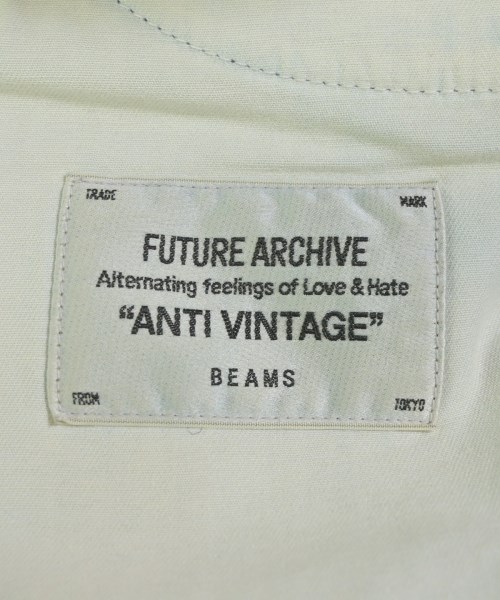 TRADE MARK
FUTURE ARCHIVE
Alternating feelings of Love & Hate
"ANTI VINTAGE"
BEAMS
FROM TOKYO